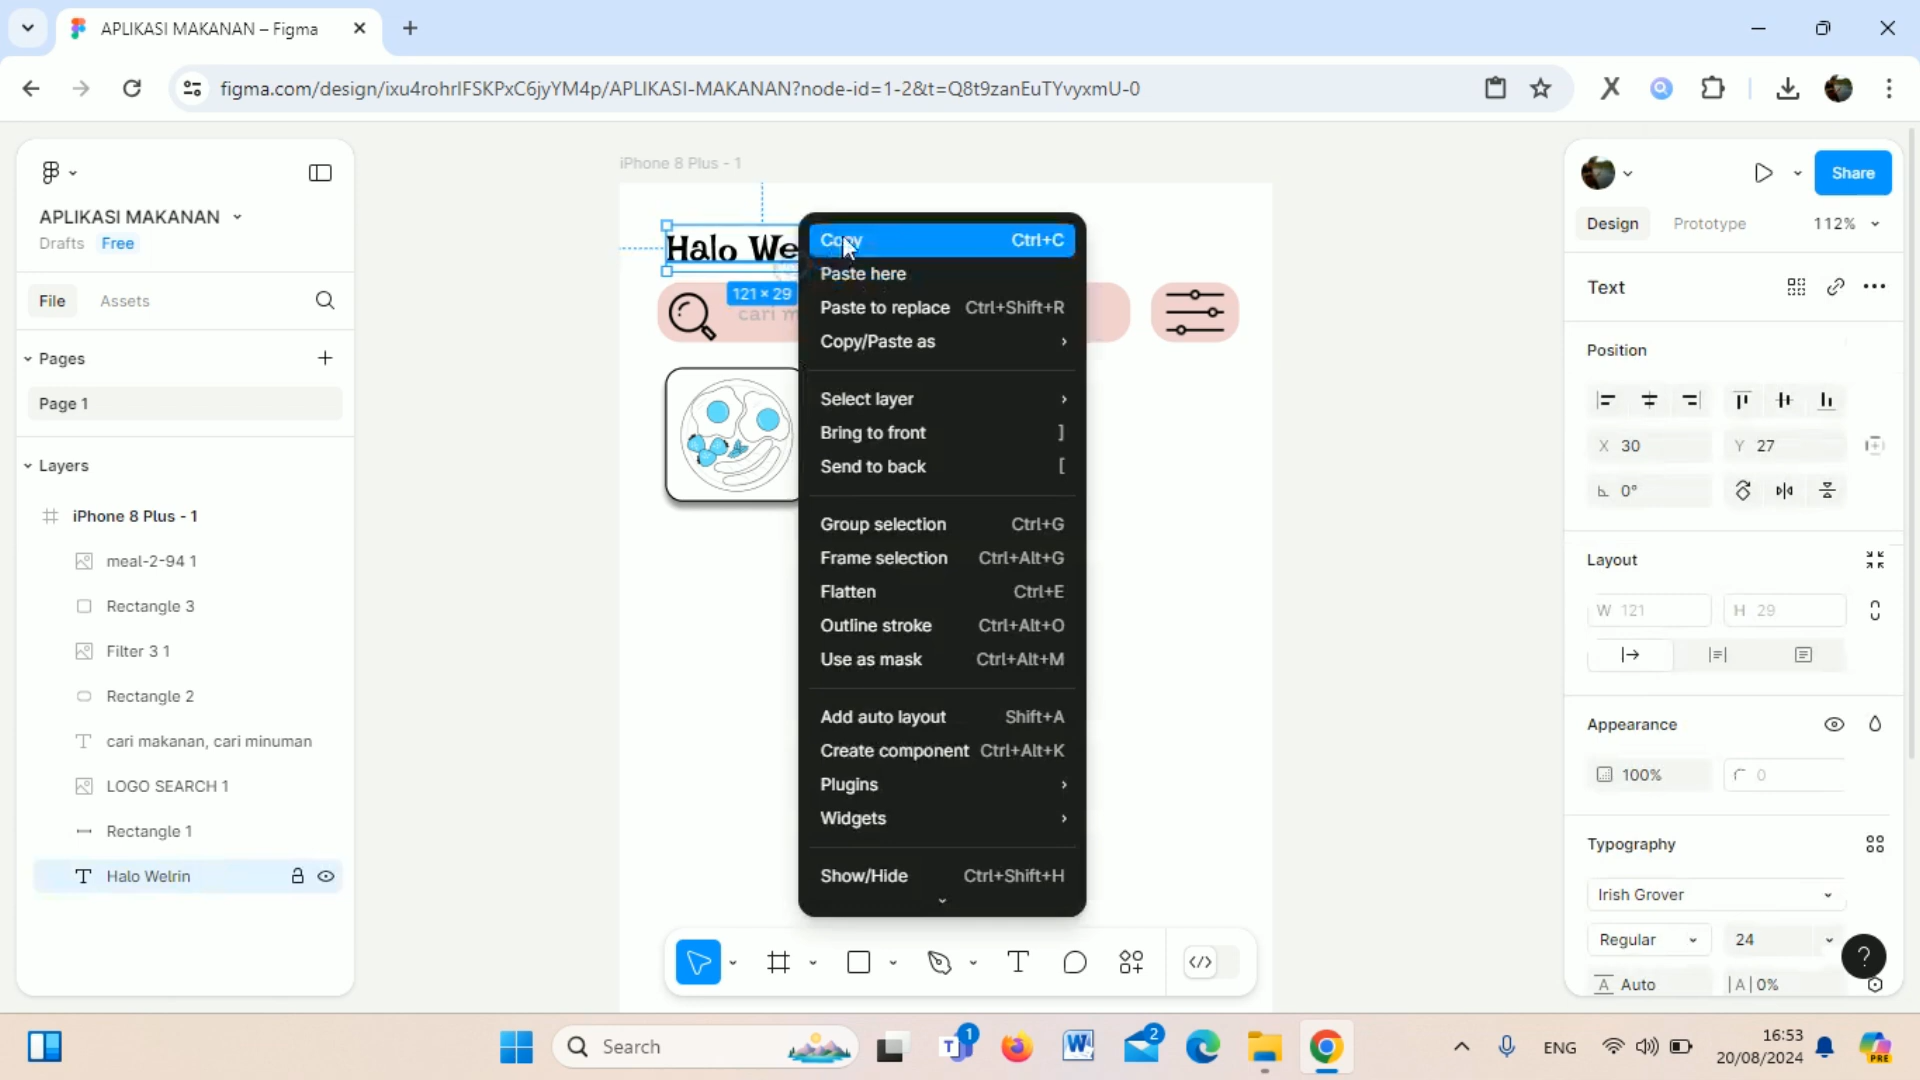 APLIKASI MAKANAN – Figma
figma.com/design/ixu4rohrlFSKPxC6jyYM4p/APLIKASI-MAKANAN?node-id=1-2&t=Q8t9zanEuTYvyxmU-0
APLIKASI MAKANAN
Drafts Free
File Assets
Pages
Page 1
Layers
iPhone 8 Plus - 1
meal-2-94 1
Rectangle 3
Filter 3 1
Rectangle 2
cari makanan, cari minuman
LOGO SEARCH 1
Rectangle 1
Halo Welrin
iPhone 8 Plus - 1
Halo We
121 × 29
cari m
Copy Ctrl+C
Paste here
Paste to replace Ctrl+Shift+R
Copy/Paste as
Select layer
Bring to front ]
Send to back [
Group selection Ctrl+G
Frame selection Ctrl+Alt+G
Flatten Ctrl+E
Outline stroke Ctrl+Alt+O
Use as mask Ctrl+Alt+M
Add auto layout Shift+A
Create component Ctrl+Alt+K
Plugins
Widgets
Show/Hide Ctrl+Shift+H
Share
Design Prototype 112%
Text
Position
X 30 Y 27
0°
Layout
W 121 H 29
Appearance
100% 0
Typography
Irish Grover
Regular 24
A Auto |A| 0%
?
Search
1
2
ENG
16:53
20/08/2024
PRE